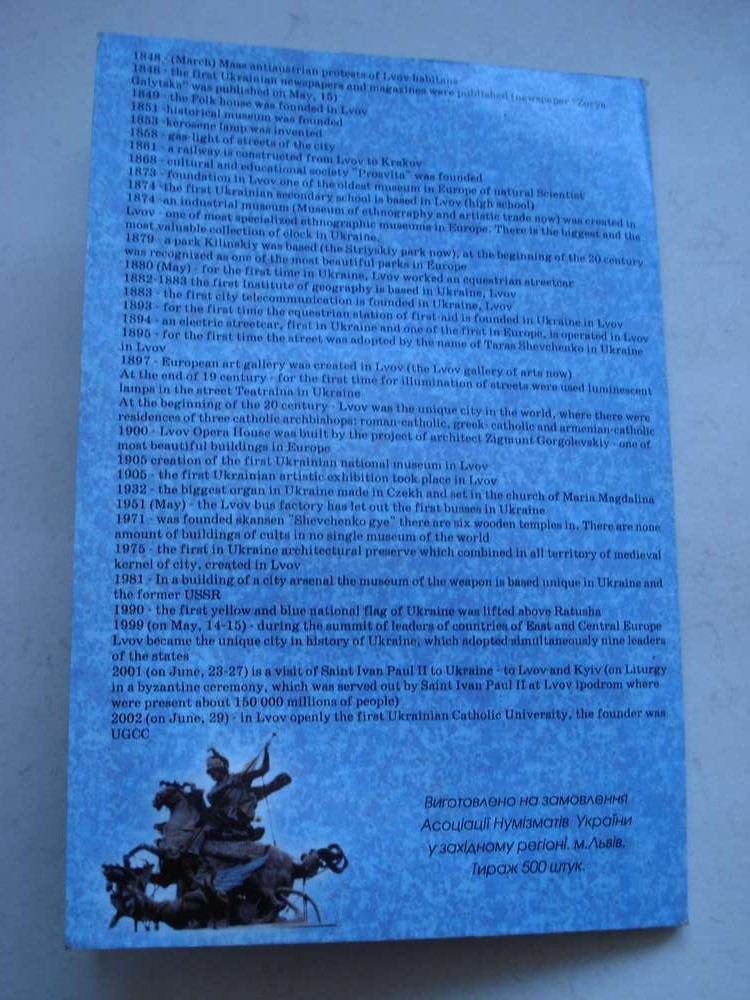 1848 - (March) Mass antiaustrian protests of Lvov habitans
1848 - the first Ukrainian newspapers and magazines were published (newspaper "Zorya
Galytska" was published on May, 15)
1849 - the Folk house was founded in Lvov
1851 -historical museum was founded
1853 -kerosene lamp was invented
1858 - gas-light of streets of the city
1861 - a railway is constructed from Lvov to Krakov
1868 - cultural and educational society "Prosvita" was founded
1873 - foundation in Lvov one of the oldest museum in Europe of natural Scientist
1874 -the first Ukrainian secondary school is based in Lvov (high school)
1874 -an industrial museum (Museum of ethnography and artistic trade now) was created in
Lvov - one of most specialized ethnographic museums in Europe. There is the biggest and the
most valuable collection of clock in Ukraine.
1879 - a park Kilinskiy was based (the Striyskiy park now), at the beginning of the 20 century
was recognized as one of the most beautiful parks in Europe
1880 (May) - for the first time in Ukraine, Lvov worked an equestrian streetcar
1882-1883 the first Institute of geography is based in Ukraine, Lvov
1883 - the first city telecommunication is founded in Ukraine, Lvov
1893 - for the first time the equestrian station of first-aid is founded in Ukraine in Lvov
1894 - an electric streetcar, first in Ukraine and one of the first in Europe, is operated in Lvov
1895 - for the first time the street was adopted by the name of Taras Shevchenko in Ukraine
in Lvov
1897 - European art gallery was created in Lvov (the Lvov gallery of arts now)
At the end of 19 century - for the first time for illumination of streets were used luminescent
lamps in the street Teatralna in Ukraine
At the beginning of the 20 century - Lvov was the unique city in the world, where there were
residences of three catholic archbishops: roman-catholic, greek- catholic and armenian-catholic
1900 - Lvov Opera House was built by the project of architect Zigmunt Gorgolevskiy - one of
most beautiful buildings in Europe
1905 creation of the first Ukrainian national museum in Lvov
1905 - the first Ukrainian artistic exhibition took place in Lvov
1932 - the biggest organ in Ukraine made in Czekh and set in the church of Maria Magdalina
1951 (May) - the Lvov bus factory has let out the first busses in Ukraine
1971 - was founded skansen "Shevchenko gye" there are six wooden temples in. There are none
amount of buildings of cults in no single museum of the world
1975 - the first in Ukraine architectural preserve which combined in all territory of medieval
kernel of city, created in Lvov
1981 - In a building of a city arsenal the museum of the weapon is based unique in Ukraine and
the former USSR
1990 - the first yellow and blue national flag of Ukraine was lifted above Ratusha
1999 (on May, 14-15) - during the summit of leaders of countries of East and Central Europe
Lvov became the unique city in history of Ukraine, which adopted simultaneously nine leaders
of the states
2001 (on June, 23-27) is a visit of Saint Ivan Paul II to Ukraine - to Lvov and Kyiv (on Liturgy
in a byzantine ceremony, which was served out by Saint Ivan Paul II at Lvov ipodrom where
were present about 150 000 millions of people)
2002 (on June, 29) - in Lvov openly the first Ukrainian Catholic University, the founder was
UGCC
Виготовлено на замовлення
Асоціації Нумізматів України
у західному регіоні. м.Львів.
Тираж 500 штук.